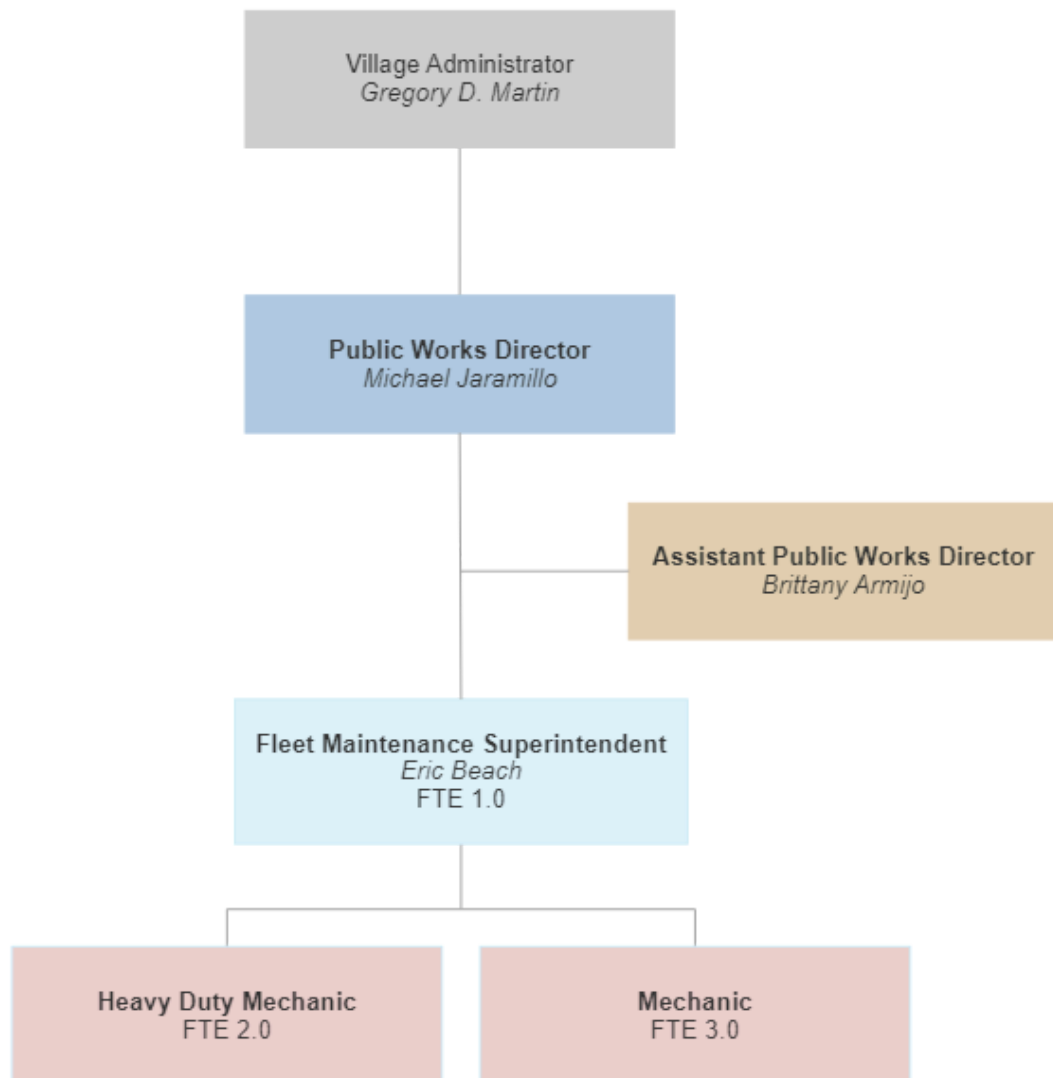 Village Administrator
Gregory D. Martin
Public Works Director
Michael Jaramillo
Assistant Public Works Director
Brittany Armijo
Fleet Maintenance Superintendent
Eric Beach
FTE 1.0
Heavy Duty Mechanic
FTE 2.0
Mechanic
FTE 3.0